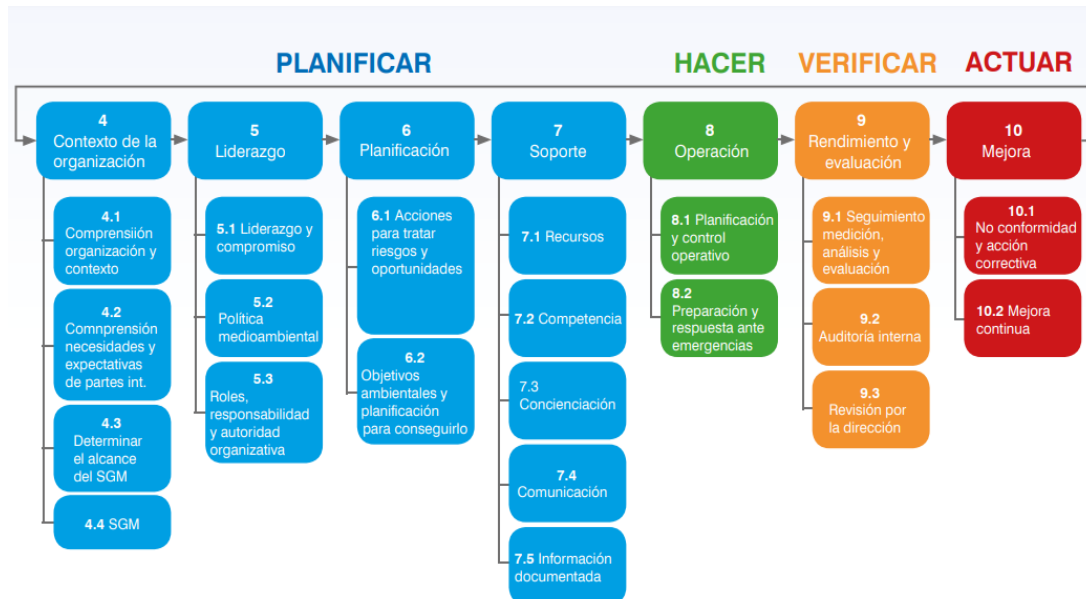 PLANIFICAR
HACER
VERIFICAR
ACTUAR
4
Contexto de la
organización
5
Liderazgo
6
Planificación
7
Soporte
8
Operación
9
Rendimiento y
evaluación
10
Mejora
4.1
Comprensiión
organización y
contexto
4.2
Comnprensión
necesidades y
expectativas
de partes int.
4.3
Determinar
el alcance
del SGM
4.4 SGM
5.1 Liderazgo y
compromiso
5.2
Política
medioambiental
5.3
Roles,
responsabilidad
y autoridad
organizativa
6.1 Acciones
para tratar
riesgos y
oportunidades
6.2
Objetivos
ambientales y
planificación
para conseguirlo
7.1 Recursos
7.2 Competencia
7.3
Concienciación
7.4
Comunicación
7.5 Información
documentada
8.1 Planificación
y control
operativo
8.2
Preparación y
respuesta ante
emergencias
9.1 Seguimiento
medición,
análisis y
evaluación
9.2
Auditoría interna
9.3
Revisión por
la dirección
10.1
No conformidad
y acción
correctiva
10.2 Mejora
continua